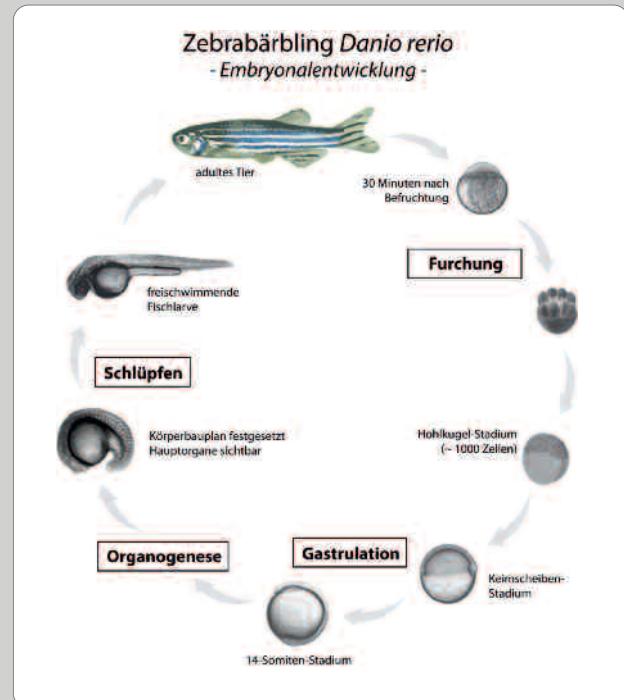 Zebrabärbling Danio rerio
- Embryonalentwicklung -
adultes Tier
30 Minuten nach
Befruchtung
Furchung
Hohlkugel-Stadium
(~ 1000 Zellen)
Keimscheiben-
Stadium
Gastrulation
14-Somiten-Stadium
Organogenese
Körperbauplan festgesetzt
Hauptorgane sichtbar
Schlüpfen
freischwimmende
Fischlarve